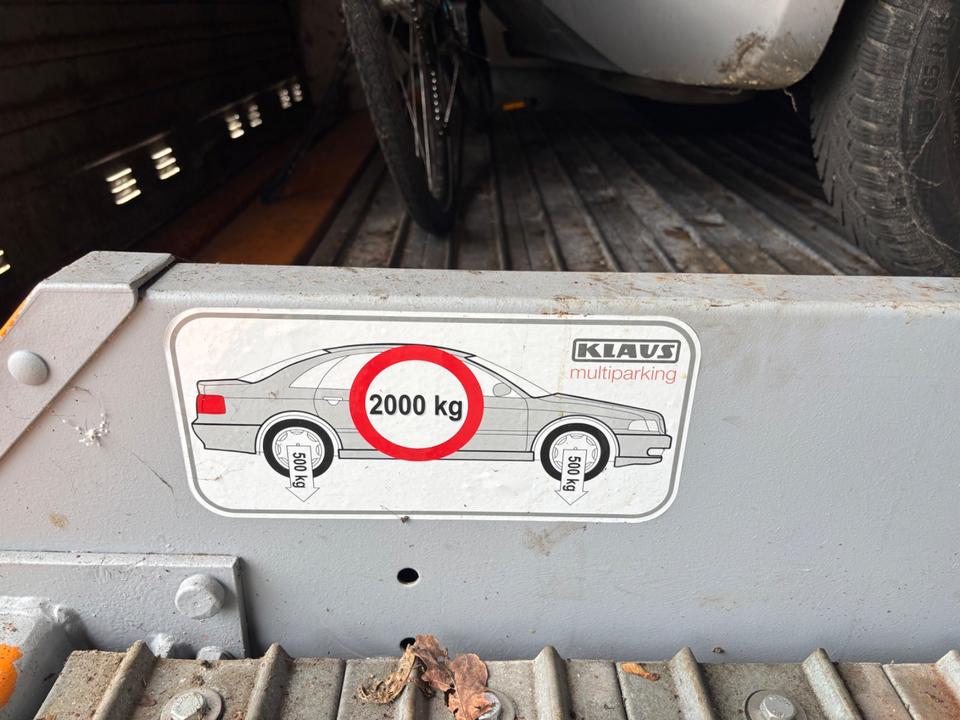 KLAUS
multiparking
2000 kg
500 kg
500 kg